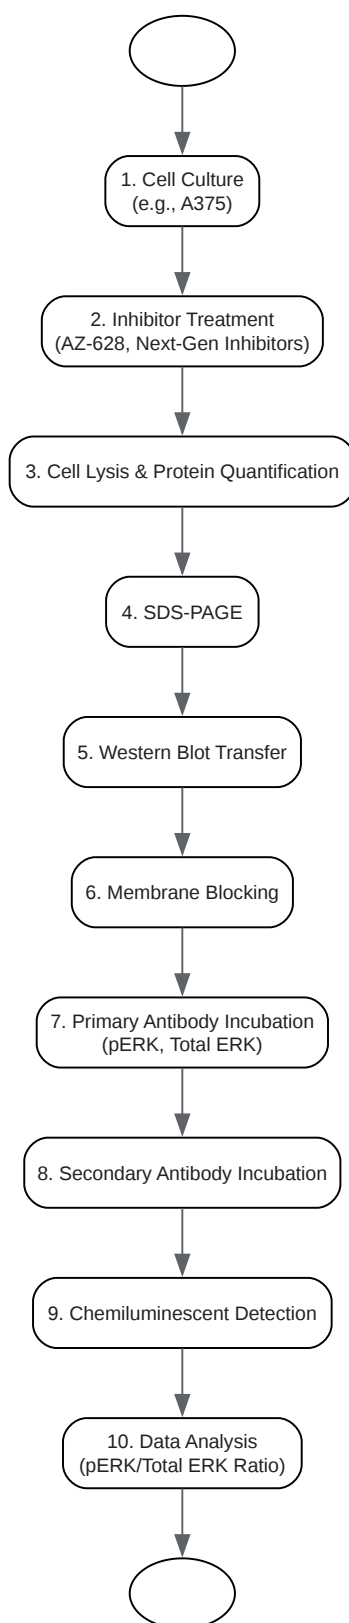 1. Cell Culture
(e.g., A375)
2. Inhibitor Treatment
(AZ-628, Next-Gen Inhibitors)
3. Cell Lysis & Protein Quantification
4. SDS-PAGE
5. Western Blot Transfer
6. Membrane Blocking
7. Primary Antibody Incubation
(pERK, Total ERK)
8. Secondary Antibody Incubation
9. Chemiluminescent Detection
10. Data Analysis
(pERK/Total ERK Ratio)